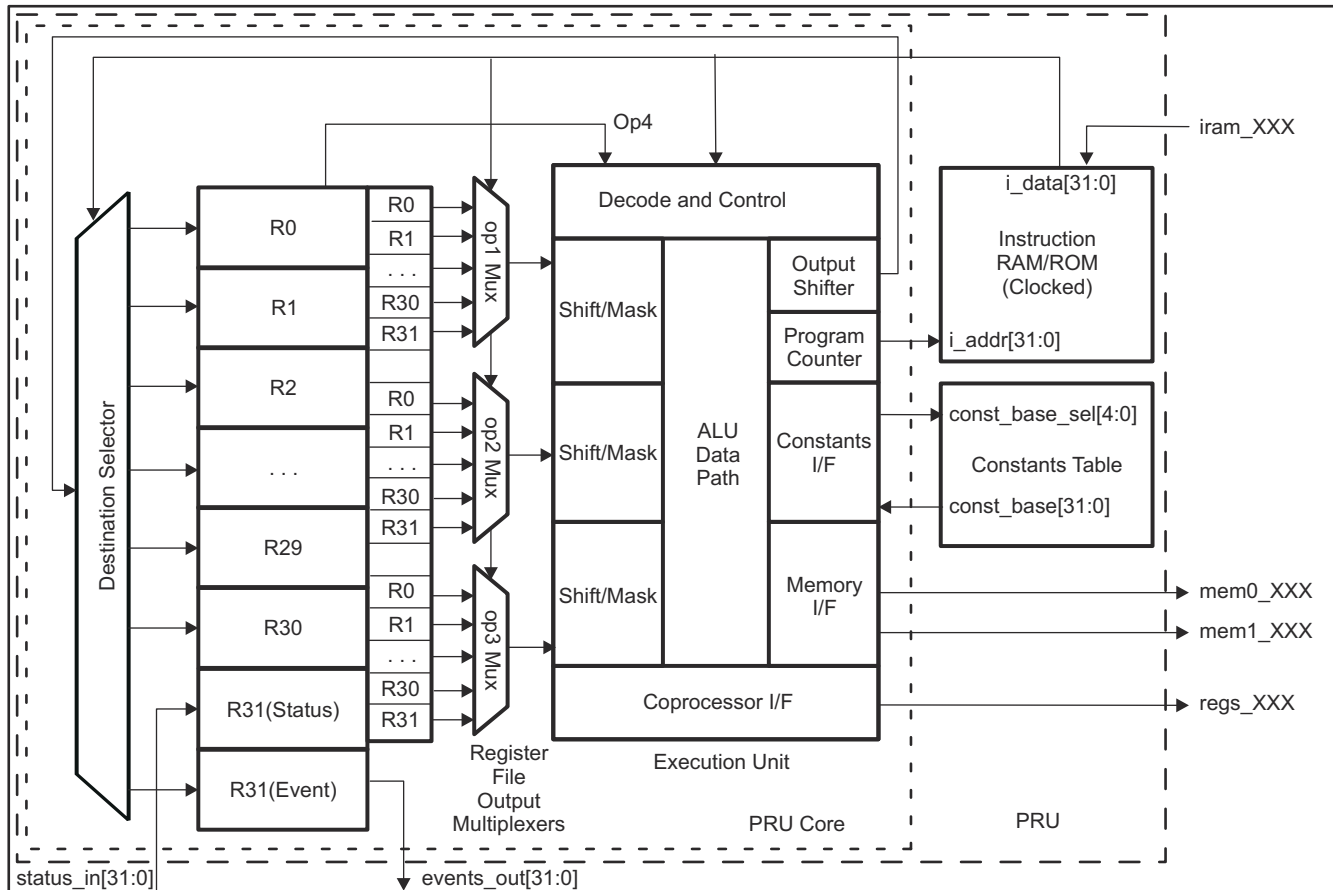 Op4
iram_XXX
Destination Selector
R0
R1
R2
. . .
R29
R30
R31(Status)
R31(Event)
R0
R1
. . .
R30
R31
R0
R1
. . .
R30
R31
R0
R1
. . .
R30
R31
op1 Mux
op2 Mux
op3 Mux
Register
File
Output
Multiplexers
Decode and Control
Shift/Mask
Shift/Mask
Shift/Mask
ALU
Data
Path
Output
Shifter
Program
Counter
Constants
I/F
Memory
I/F
Coprocessor I/F
Execution Unit
PRU Core
i_data[31:0]
Instruction
RAM/ROM
(Clocked)
i_addr[31:0]
const_base_sel[4:0]
Constants Table
const_base[31:0]
PRU
mem0_XXX
mem1_XXX
regs_XXX
status_in[31:0]
events_out[31:0]